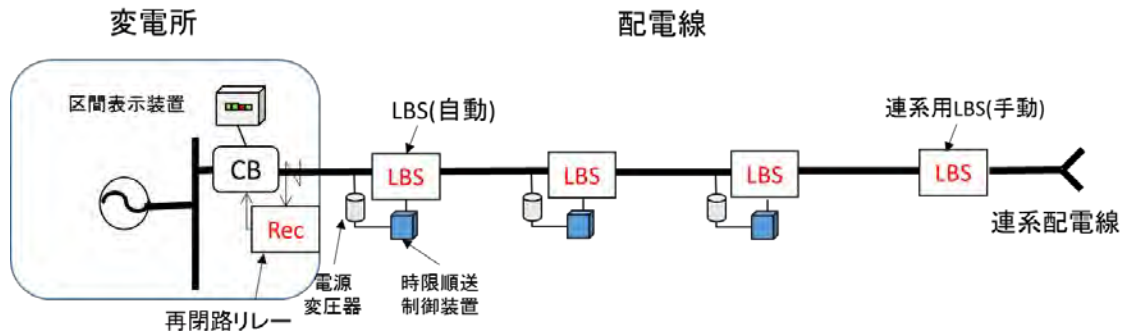 変電所
配電線
区間表示装置
LBS(自動)
連系用LBS(手動)
CB
LBS
LBS
LBS
LBS
Rec
連系配電線
電源
変圧器
時限順送
制御装置
再閉路リレー